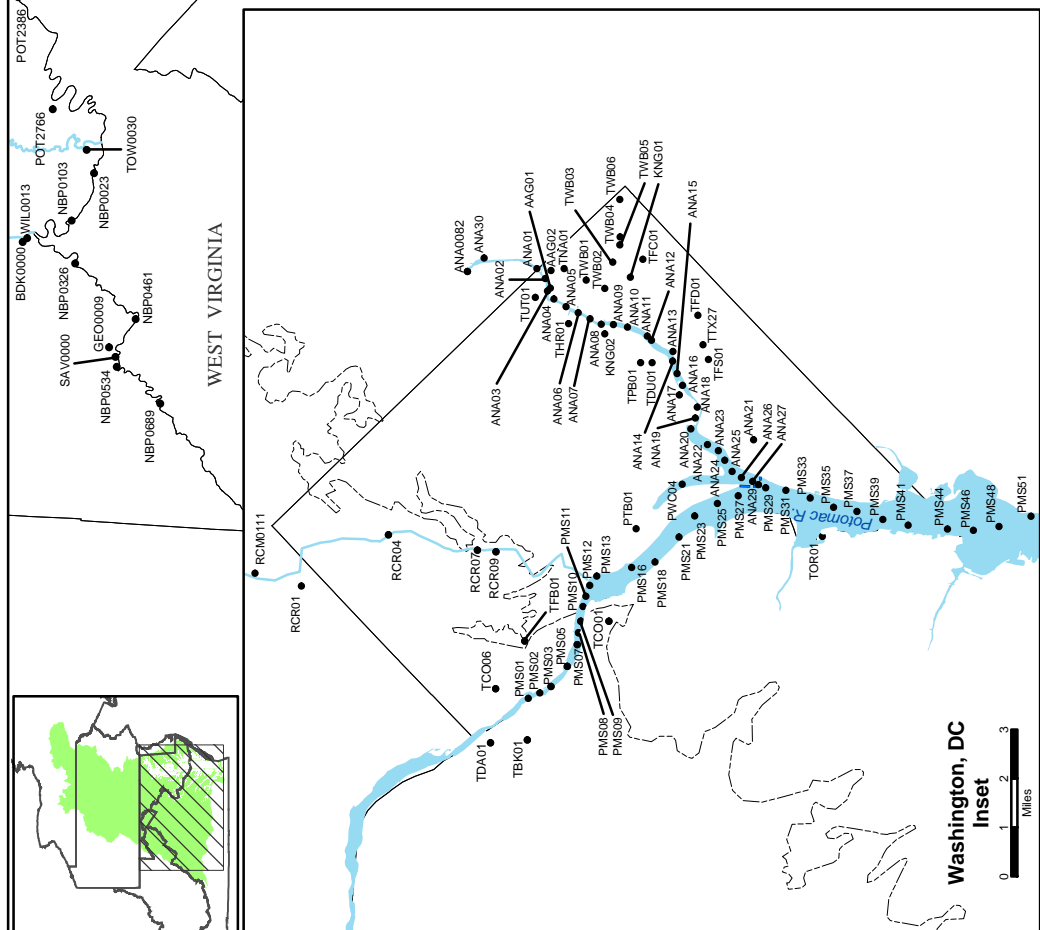 POT2386
POT2766
TOW0030
NBP0103
NBP0023
WIL0013
BDK0000
NBP0326
NBP0461
GEO0009
SAV0000
NBP0534
NBP0689
WEST VIRGINIA
RCM0111
RCR01
RCR04
RCR07
RCR09
TFB01
TCO06
TDA01
TBK01
PMS01
PMS02
PMS03
PMS05
PMS07
PMS08
PMS09
PMS10
PMS11
PMS12
PMS13
TCO01
PMS16
PMS18
PTB01
PMS21
PMS23
PWC04
PMS25
PMS27
PMS29
PMS31
PMS33
PMS35
PMS37
PMS39
PMS41
PMS44
PMS46
PMS48
PMS51
TOR01
Potomac R.
ANA0082
ANA30
ANA01
ANA02
AAG01
AAG02
TNA01
TUT01
ANA03
ANA04
ANA05
THR01
ANA06
ANA07
ANA08
KNG02
ANA09
ANA10
ANA11
ANA12
TWB01
TWB02
TWB03
TWB04
TWB05
TWB06
KNG01
TFC01
TPB01
TDU01
ANA13
ANA14
ANA15
ANA16
ANA17
ANA18
ANA19
ANA20
ANA21
ANA22
ANA23
ANA24
ANA25
ANA26
ANA27
ANA29
TFD01
TTX27
TFS01
Washington, DC
Inset
0 1 2 3
Miles